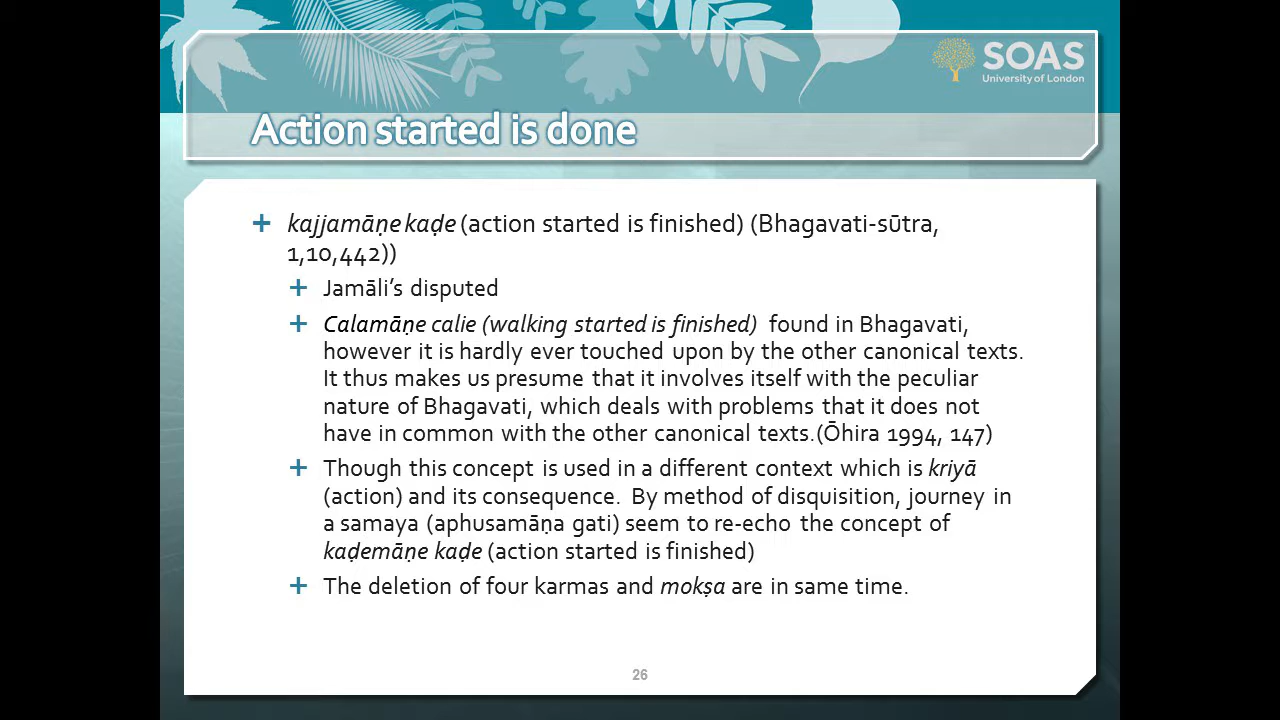 SOAS
University of London
Action started is done
kajjamāṇe kaḍe (action started is finished) (Bhagavati-sūtra,
1,10,442))
Jamāli’s disputed
Calamāṇe calie (walking started is finished) found in Bhagavati,
however it is hardly ever touched upon by the other canonical texts.
It thus makes us presume that it involves itself with the peculiar
nature of Bhagavati, which deals with problems that it does not
have in common with the other canonical texts.(Ōhira 1994, 147)
Though this concept is used in a different context which is kriyā
(action) and its consequence. By method of disquisition, journey in
a samaya (aphusamāṇa gati) seem to re-echo the concept of
kaḍemāṇe kaḍe (action started is finished)
The deletion of four karmas and mokṣa are in same time.
26